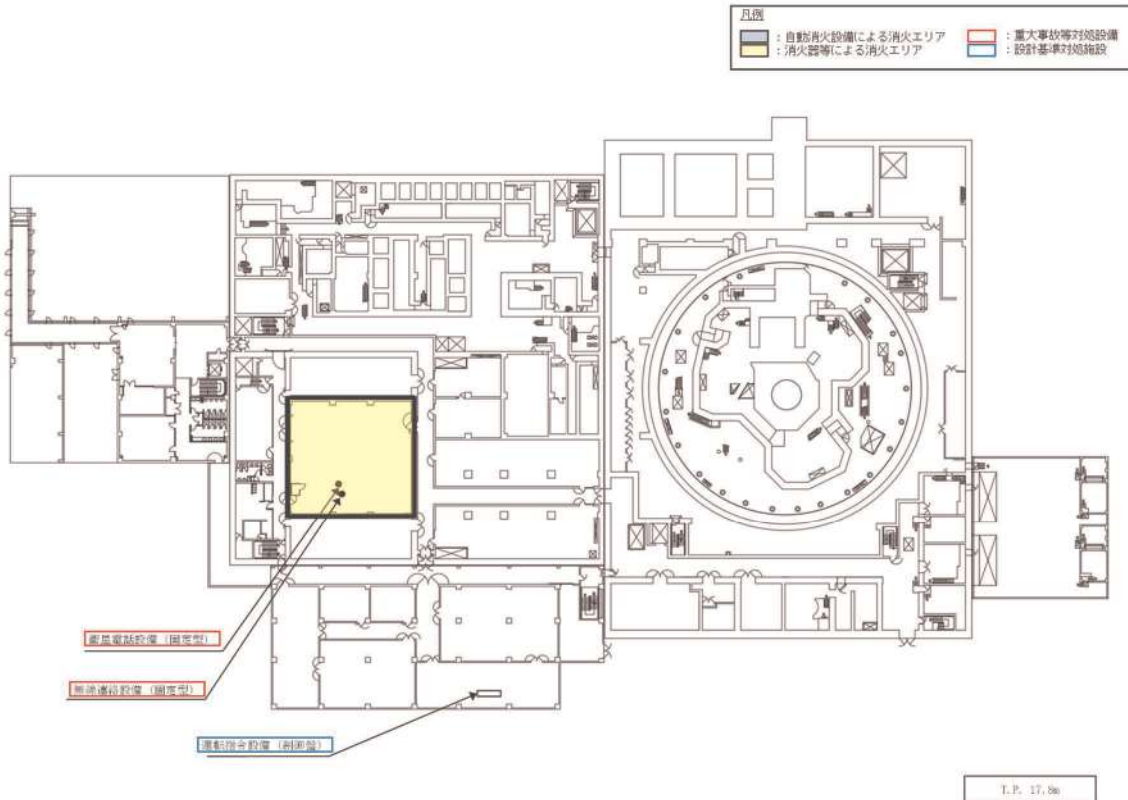 凡例
：自動消火設備による消火エリア
：消火器等による消火エリア
：重大事故等対処設備
：設計基準対処施設
衛星電話設備（固定型）
無線連絡設備（固定型）
運転指令設備（制御盤）
T.P. 17.8m